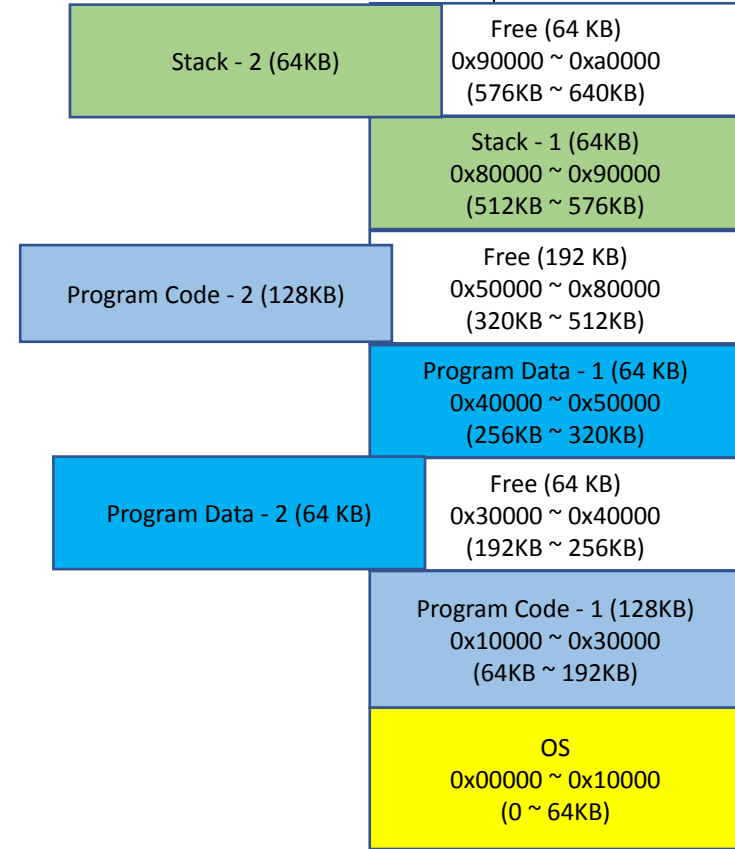 Stack - 2 (64KB)
Free (64 KB)
0x90000 ~ 0xa0000
(576KB ~ 640KB)
Stack - 1 (64KB)
0x80000 ~ 0x90000
(512KB ~ 576KB)
Program Code - 2 (128KB)
Free (192 KB)
0x50000 ~ 0x80000
(320KB ~ 512KB)
Program Data - 1 (64 KB)
0x40000 ~ 0x50000
(256KB ~ 320KB)
Program Data - 2 (64 KB)
Free (64 KB)
0x30000 ~ 0x40000
(192KB ~ 256KB)
Program Code - 1 (128KB)
0x10000 ~ 0x30000
(64KB ~ 192KB)
OS
0x00000 ~ 0x10000
(0 ~ 64KB)